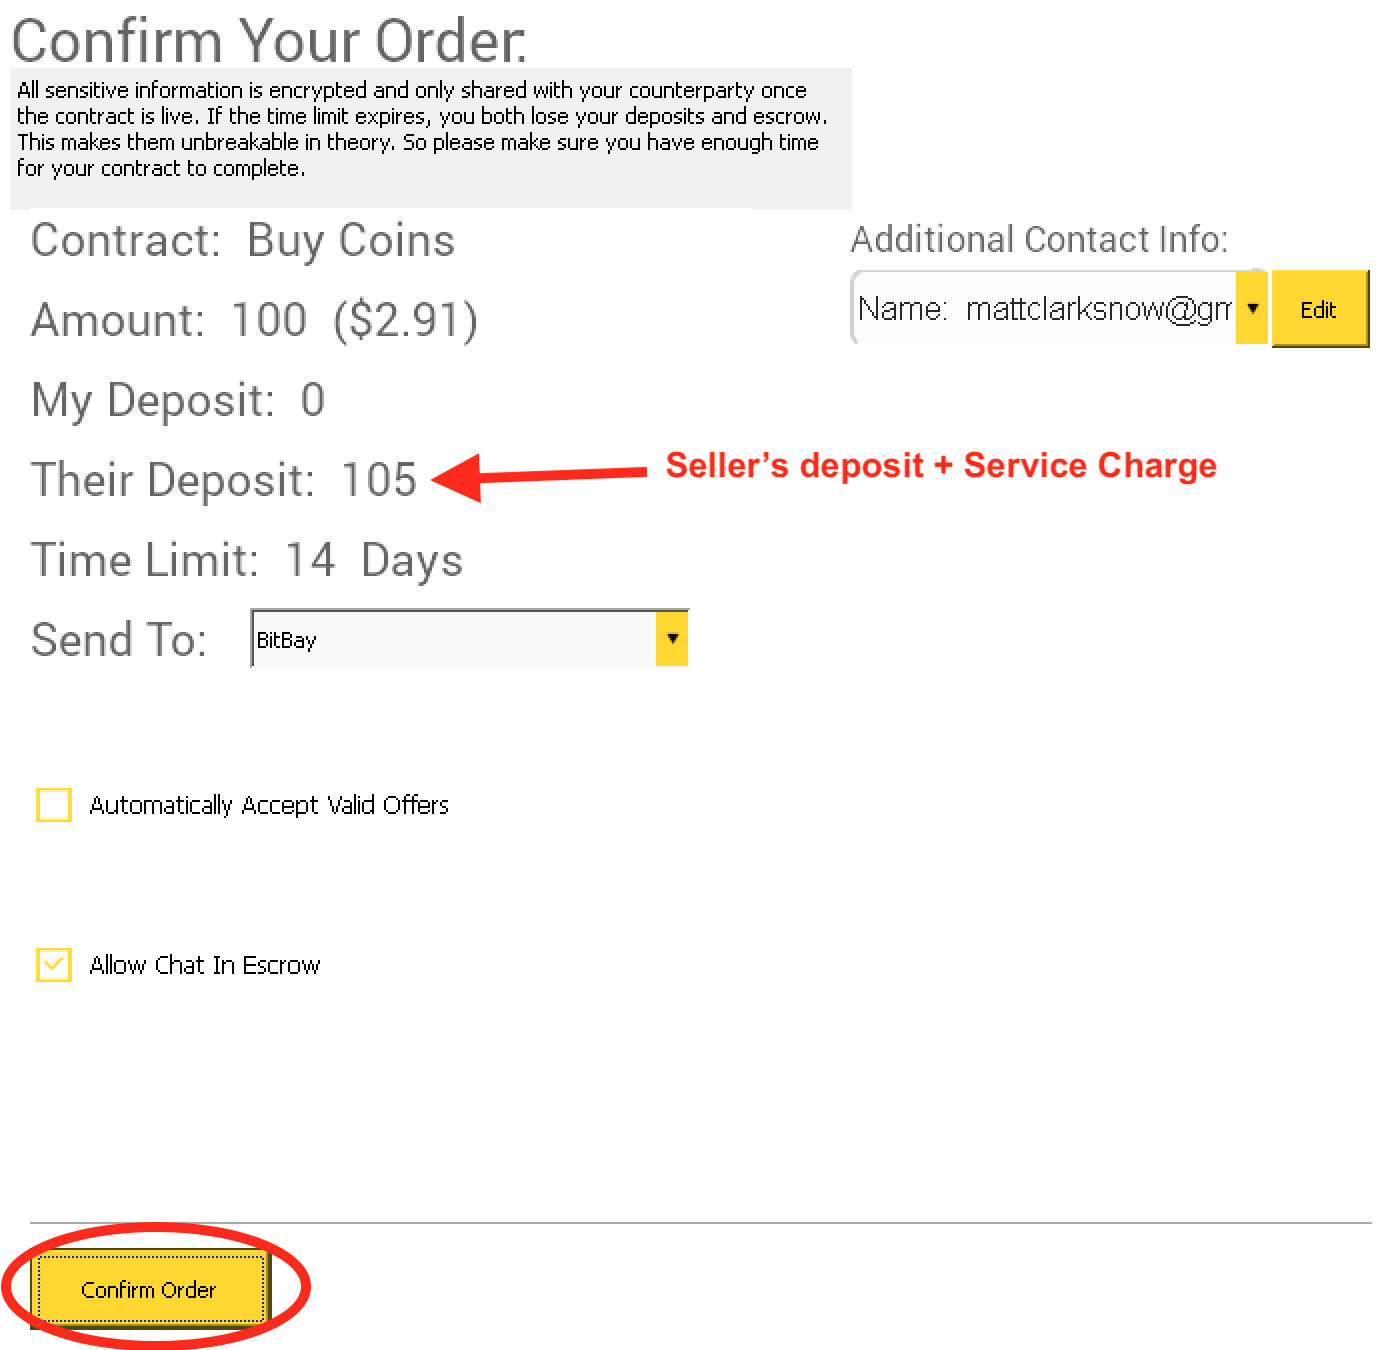 Confirm Your Order:
All sensitive information is encrypted and only shared with your counterparty once
the contract is live. If the time limit expires, you both lose your deposits and escrow.
This makes them unbreakable in theory. So please make sure you have enough time
for your contract to complete.
Contract: Buy Coins
Additional Contact Info:
Amount: 100 ($2.91)
Name: mattclarksnow@gm
Edit
My Deposit: 0
Their Deposit: 105
Seller's deposit + Service Charge
Time Limit: 14 Days
Send To: BitBay
Automatically Accept Valid Offers
Allow Chat In Escrow
Confirm Order